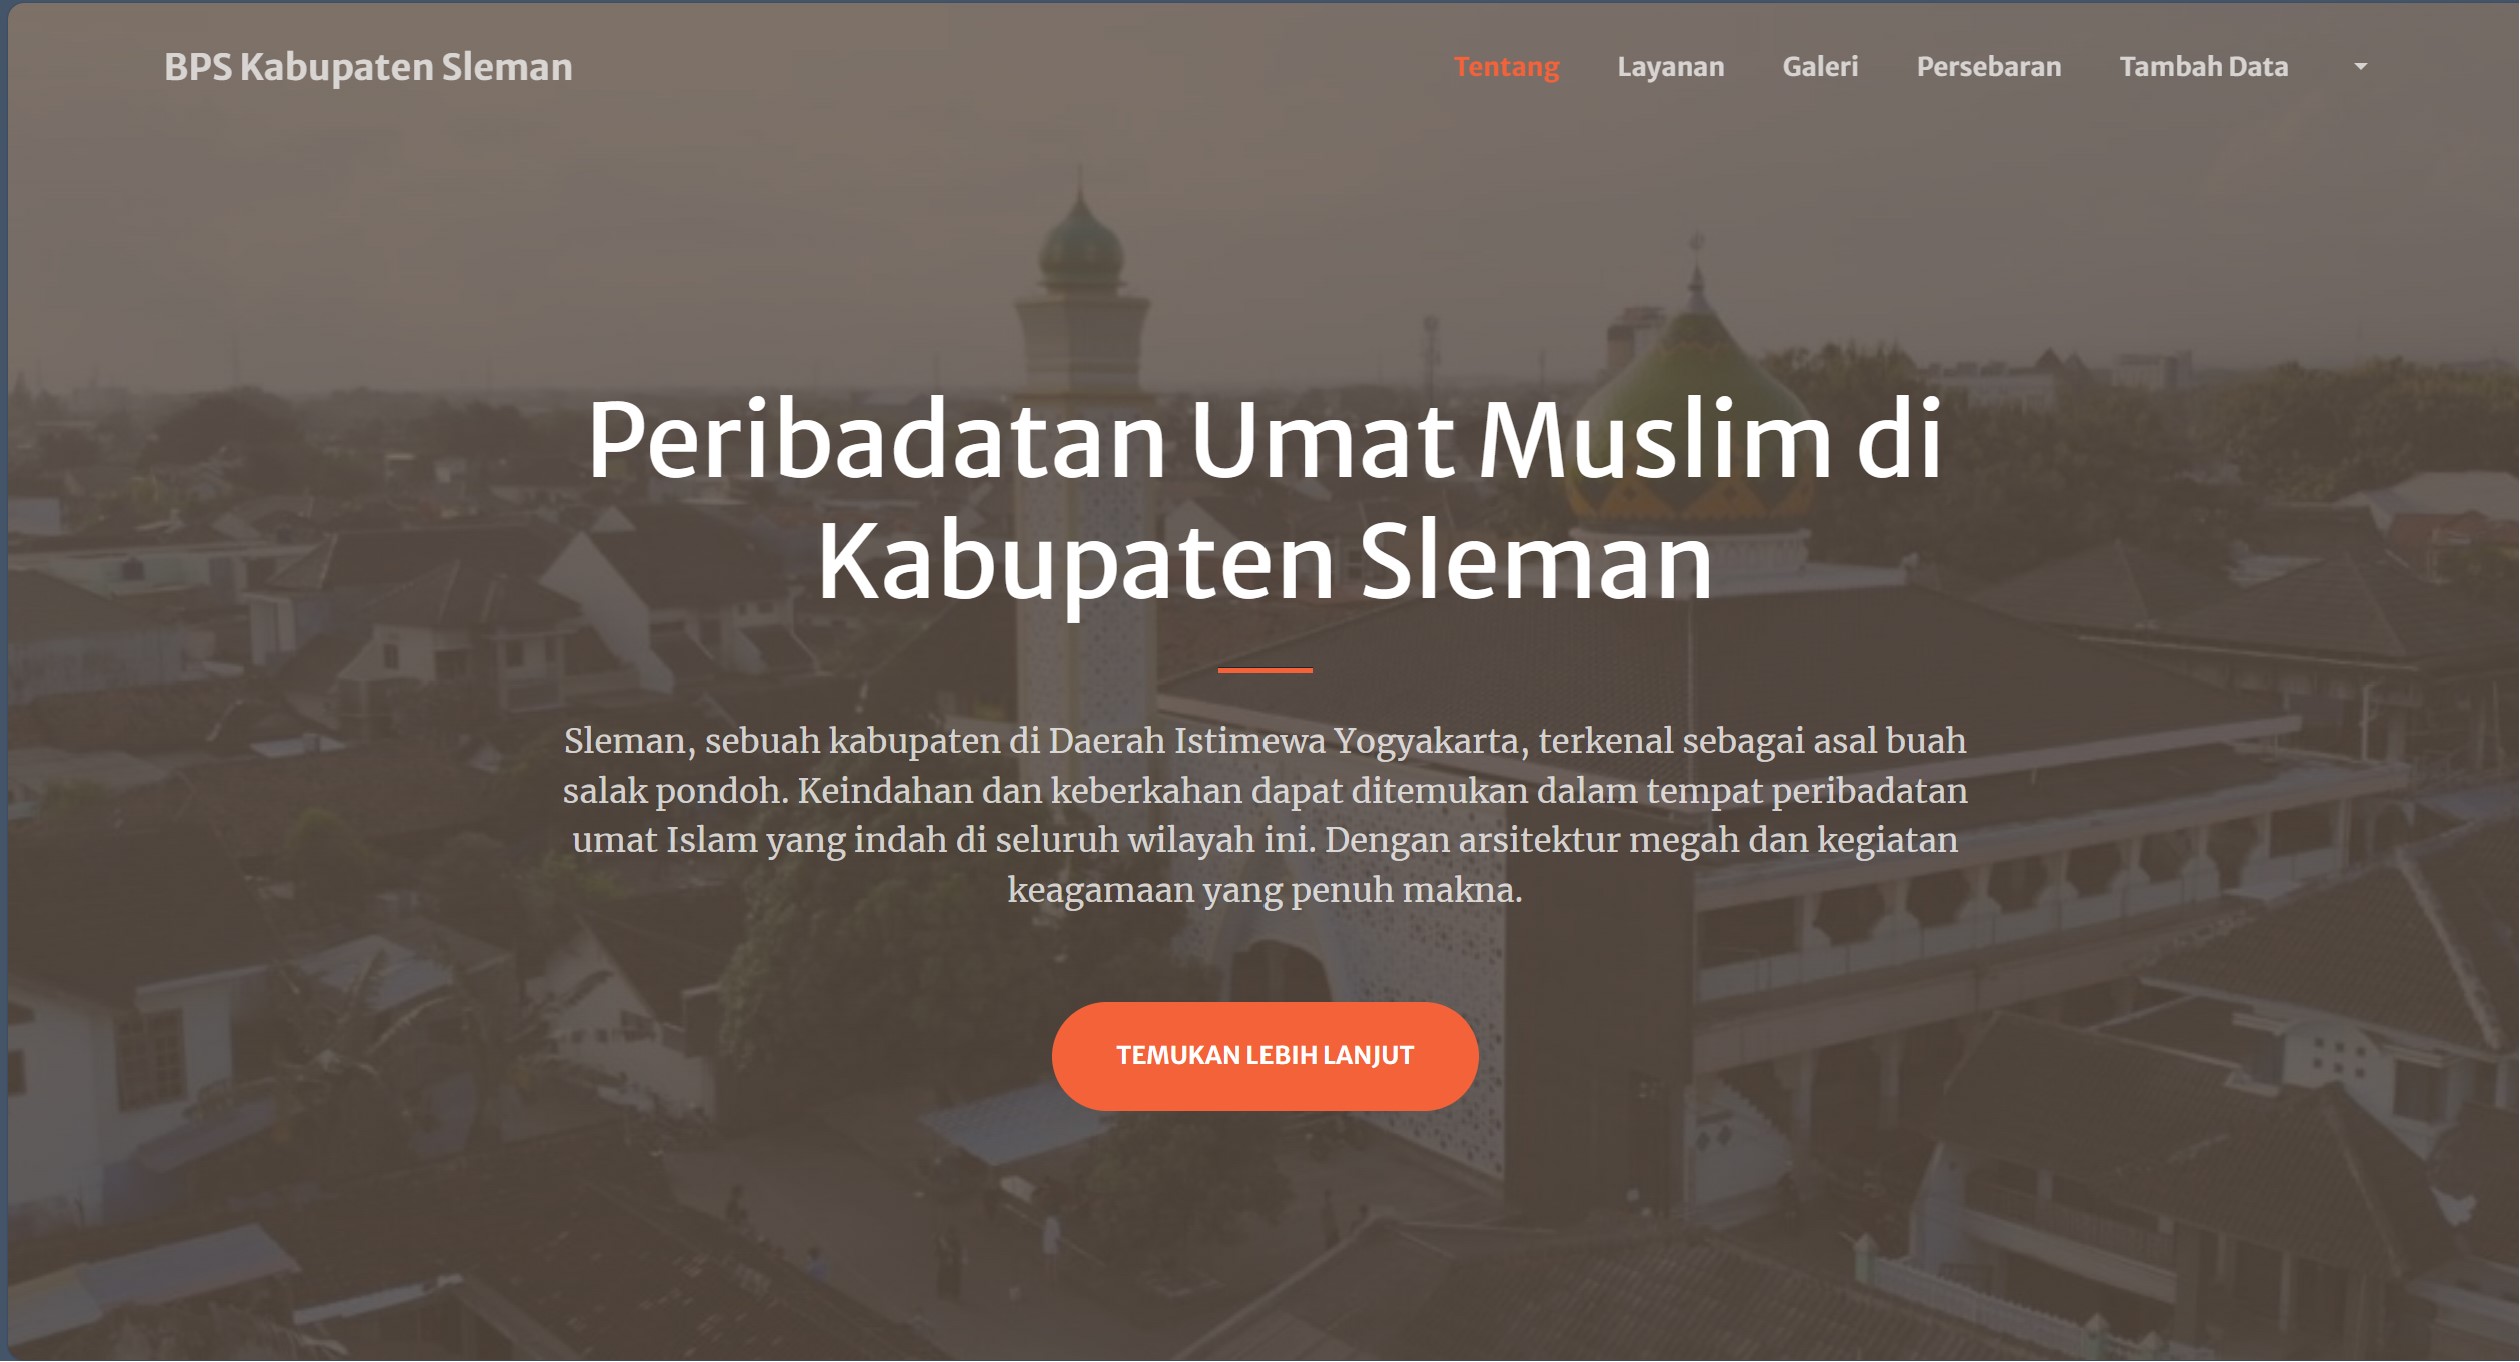 BPS Kabupaten Sleman
Tentang Layanan Galeri Persebaran Tambah Data
Peribadatan Umat Muslim di
Kabupaten Sleman
Sleman, sebuah kabupaten di Daerah Istimewa Yogyakarta, terkenal sebagai asal buah
salak pondoh. Keindahan dan keberkahan dapat ditemukan dalam tempat peribadatan
umat Islam yang indah di seluruh wilayah ini. Dengan arsitektur megah dan kegiatan
keagamaan yang penuh makna.
TEMUKAN LEBIH LANJUT